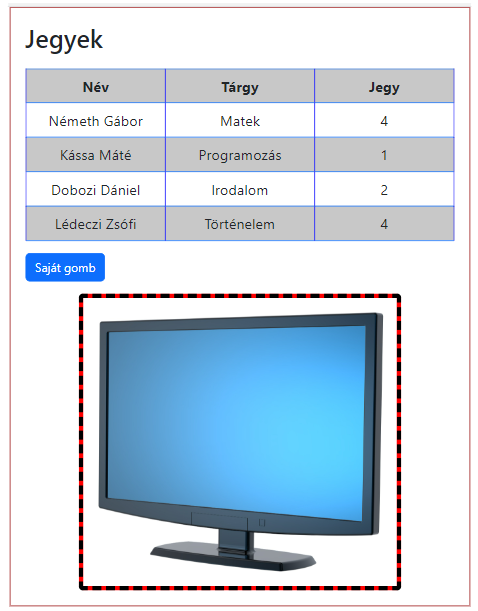 Jegyek
Név Tárgy Jegy
Németh Gábor Matek 4
Kássa Máté Programozás 1
Dobozi Dániel Irodalom 2
Lédeczi Zsófi Történelem 4
Saját gomb